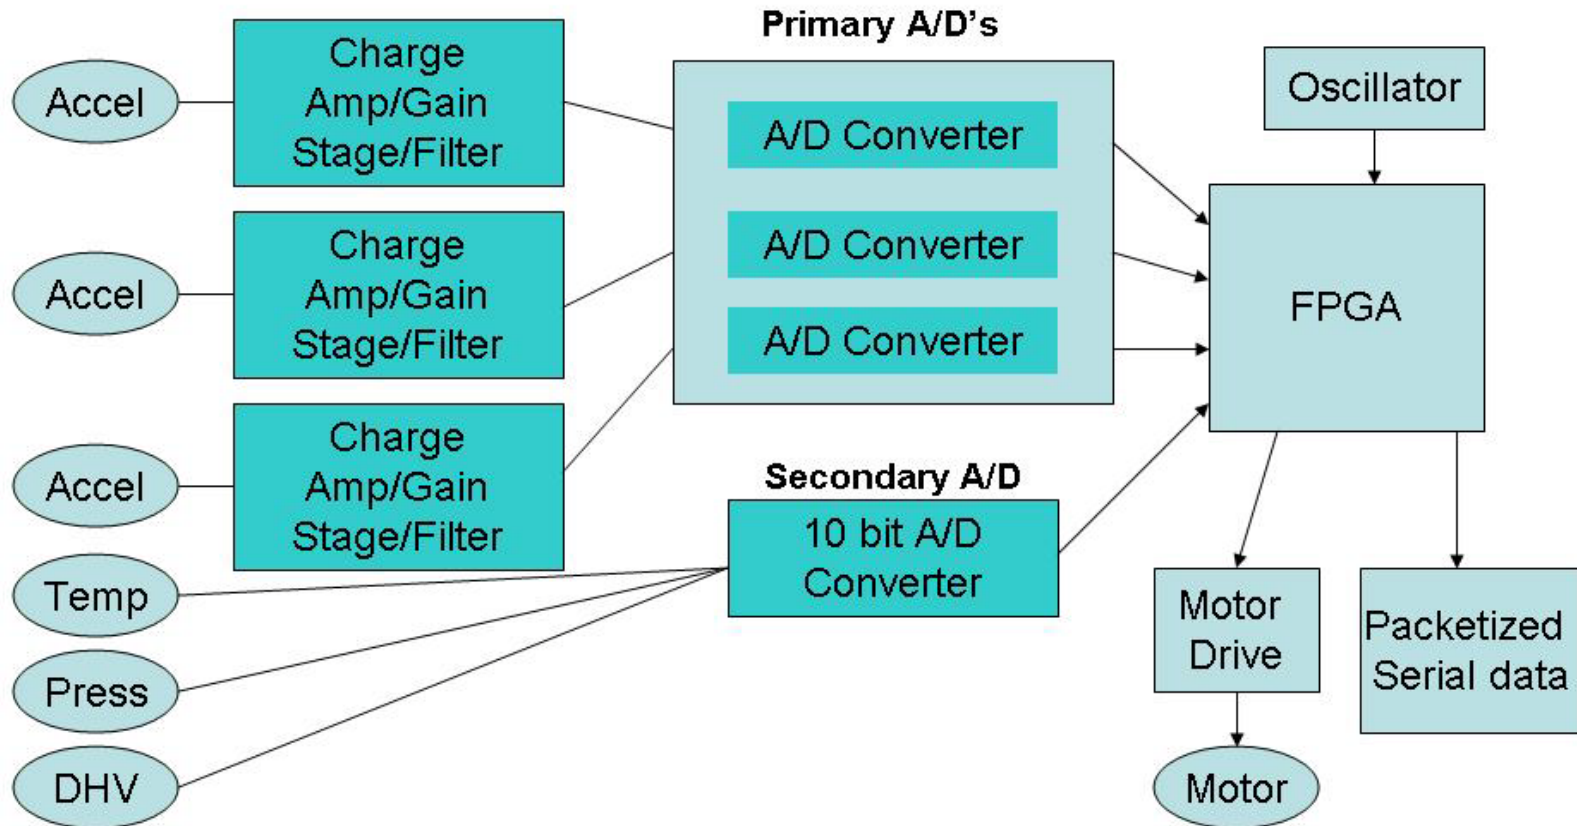 Primary A/D's
Accel
Charge
Amp/Gain
Stage/Filter
A/D Converter
Oscillator
Accel
Charge
Amp/Gain
Stage/Filter
A/D Converter
A/D Converter
FPGA
Accel
Charge
Amp/Gain
Stage/Filter
Secondary A/D
10 bit A/D
Converter
Temp
Press
DHV
Motor
Drive
Packetized
Serial data
Motor